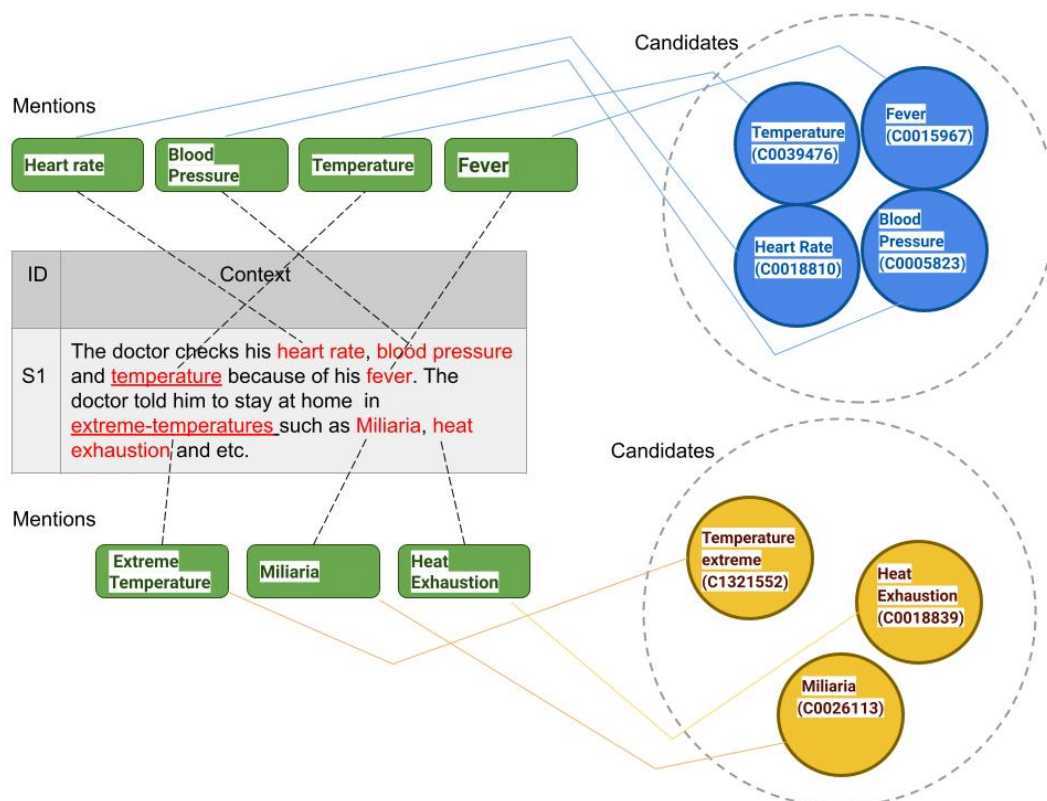 Candidates
Mentions
Heart rate
Blood
Pressure
Temperature
Fever
Temperature
(C0039476)
Fever
(C0015967)
Heart Rate
(C0018810)
Blood
Pressure
(C0005823)
ID
Context
S1
The doctor checks his heart rate, blood pressure
and temperature because of his fever. The
doctor told him to stay at home in
extreme-temperatures such as Miliaria, heat
exhaustion and etc.
Mentions
Extreme
Temperature
Miliaria
Heat
Exhaustion
Candidates
Temperature
extreme
(C1321552)
Heat
Exhaustion
(C0018839)
Miliaria
(C0026113)